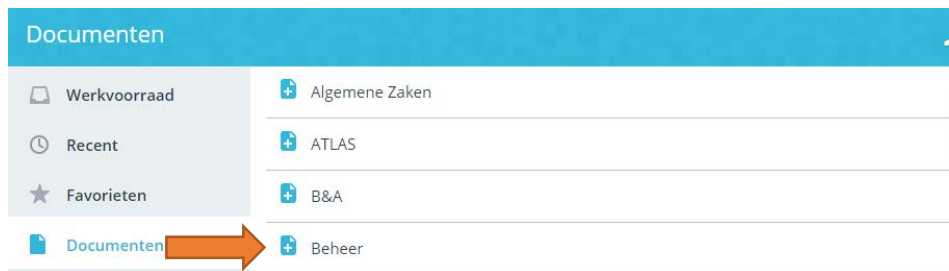 Documenten
Werkvoorraad
Recent
Favorieten
Documenten
Algemene Zaken
ATLAS
B&A
Beheer